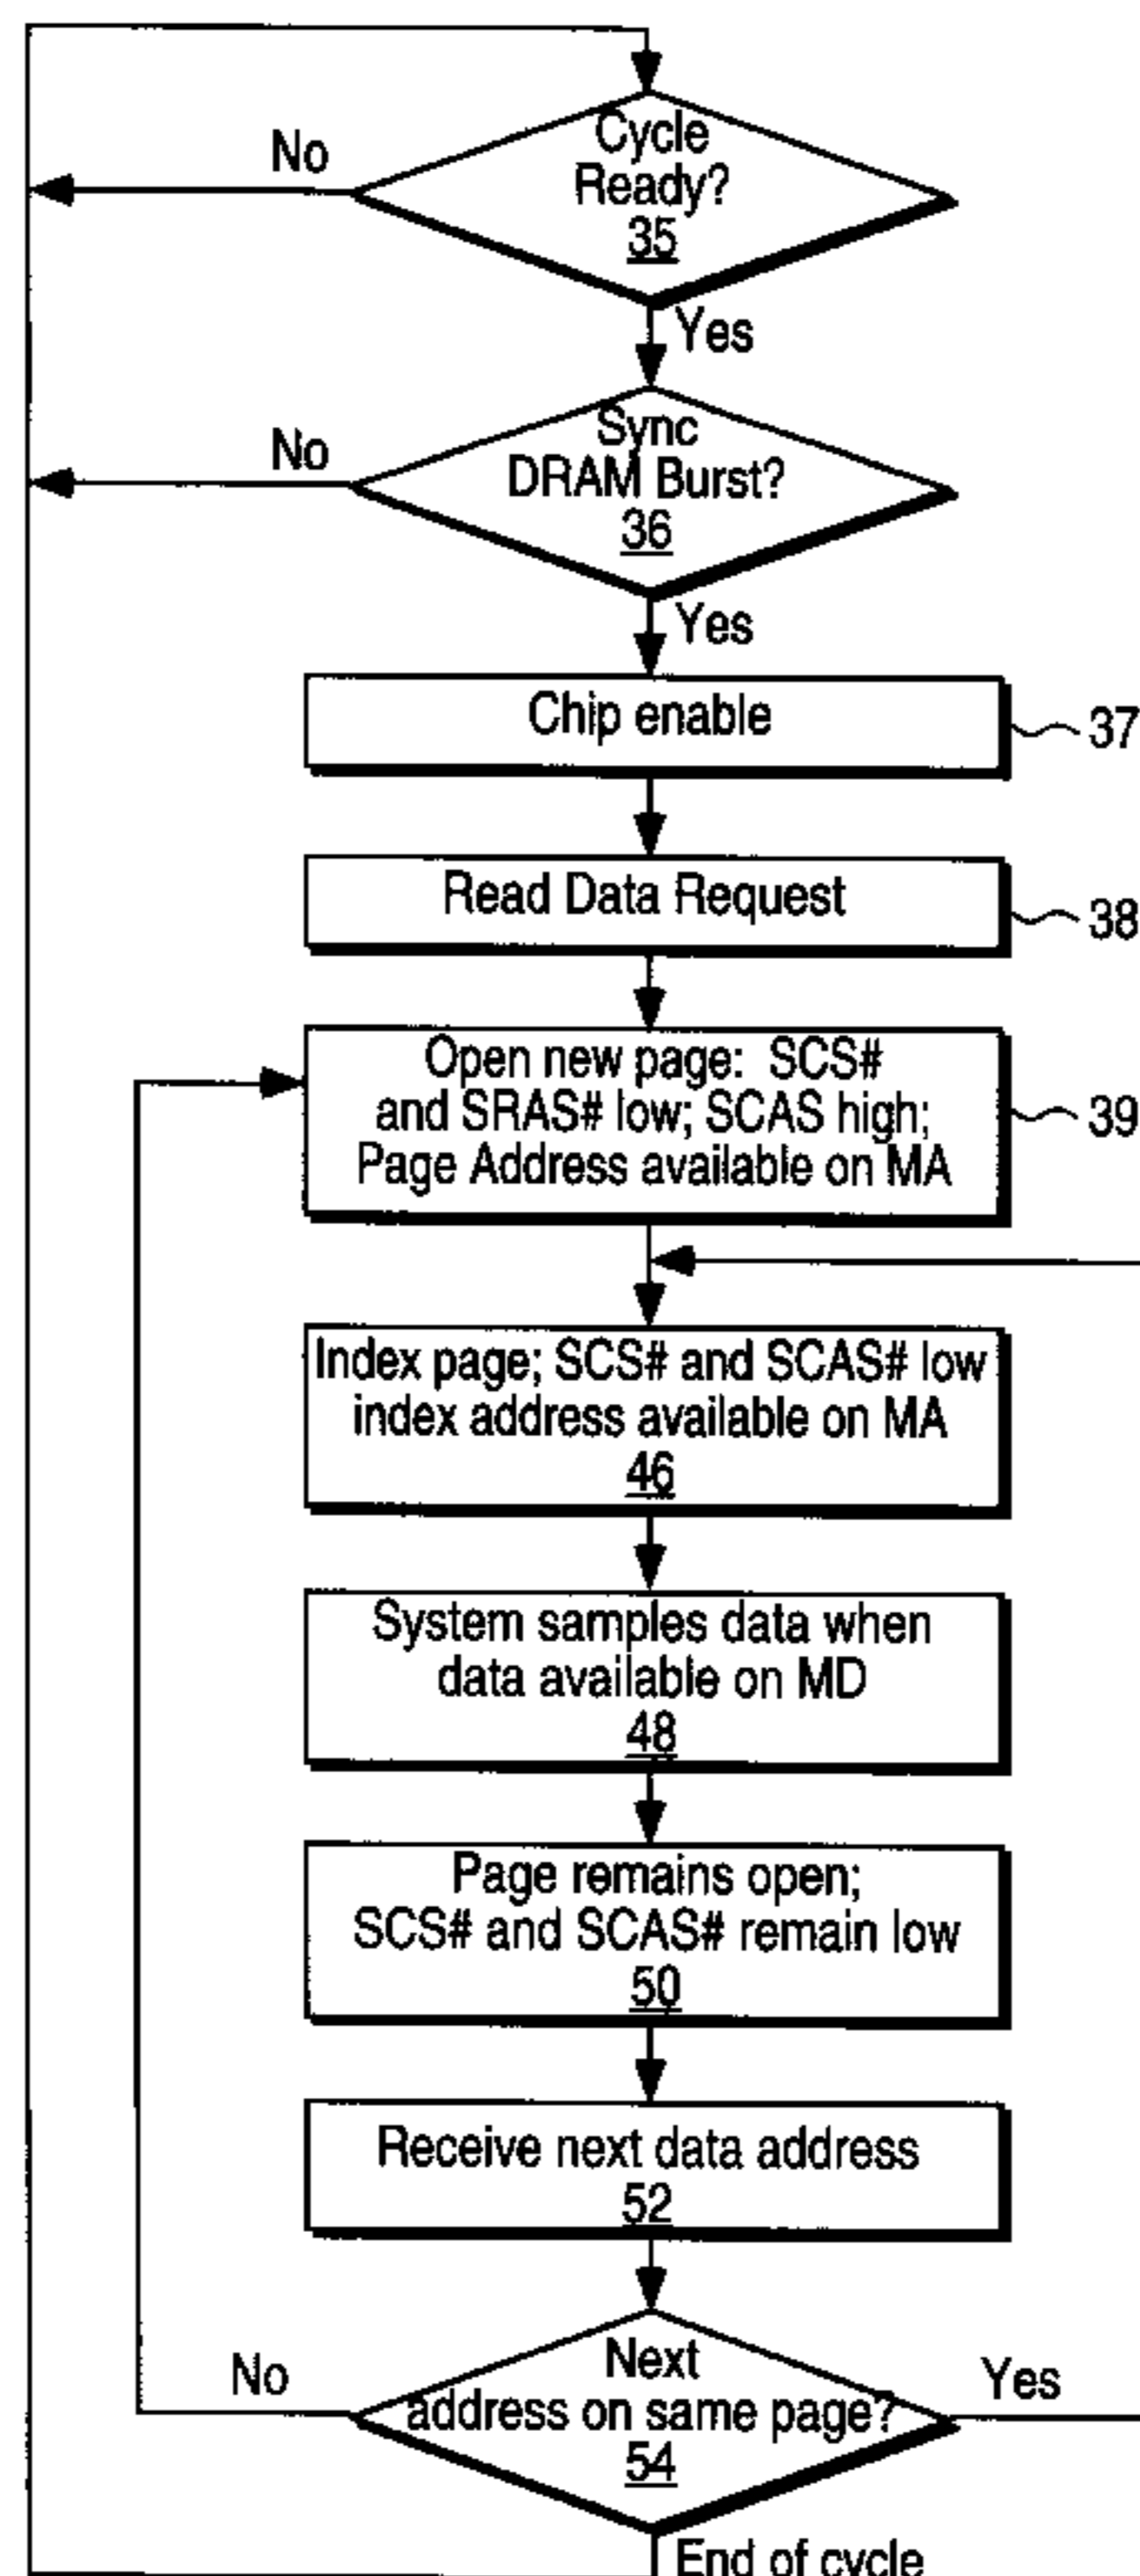 Cycle
No
Ready?
35
Yes
Sync
No
DRAM Burst?
36
Yes
Chip enable
37
Read Data Request
38
Open new page: SCS#
and SRAS# low; SCAS high;
39
Page Address available on MA
Index page; SCS# and SCAS# low
index address available on MA
46
System samples data when
data available on MD
48
Page remains open;
SCS# and SCAS# remain low
50
Receive next data address
52
Next
No
Yes
address on same page?
54
End of cycle